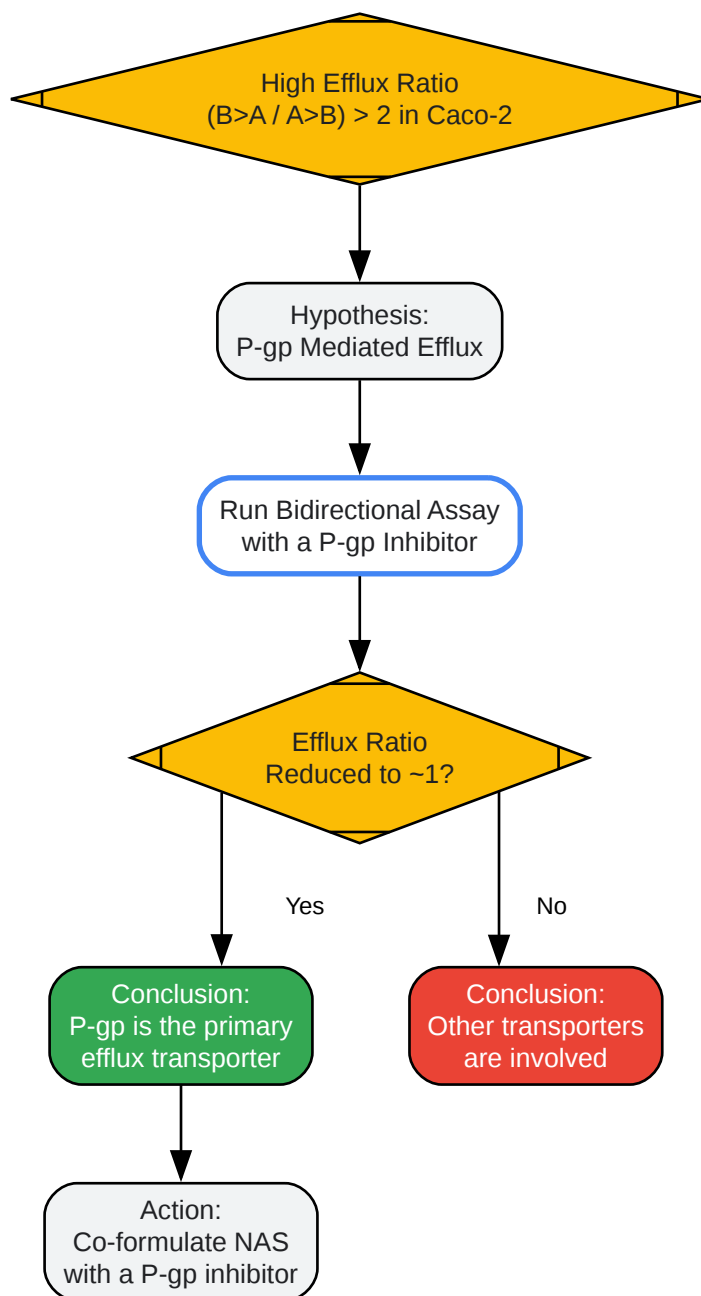 High Efflux Ratio
(B>A / A>B) > 2 in Caco-2
Hypothesis:
P-gp Mediated Efflux
Run Bidirectional Assay
with a P-gp Inhibitor
Efflux Ratio
Reduced to ~1?
Yes
No
Conclusion:
P-gp is the primary
efflux transporter
Conclusion:
Other transporters
are involved
Action:
Co-formulate NAS
with a P-gp inhibitor